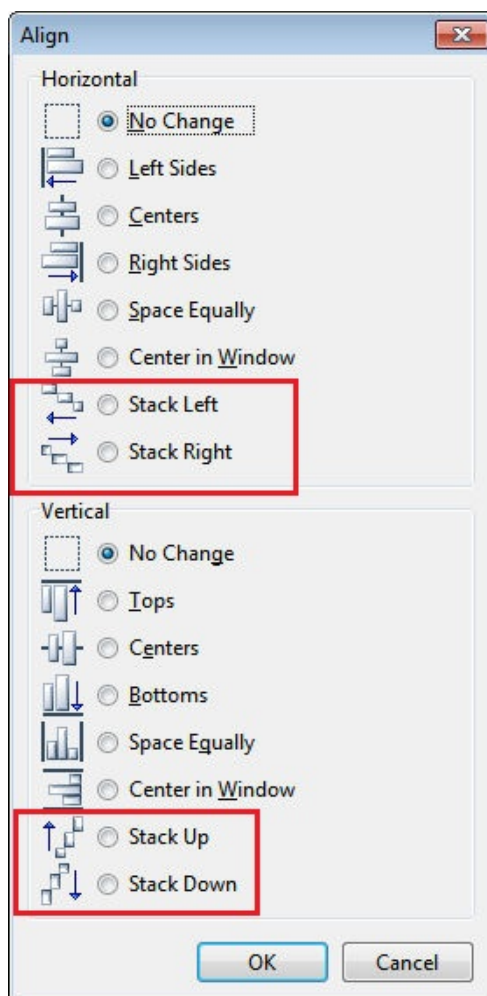 Align
Horizontal
No Change
Left Sides
Centers
Right Sides
Space Equally
Center in Window
Stack Left
Stack Right
Vertical
No Change
Tops
Centers
Bottoms
Space Equally
Center in Window
Stack Up
Stack Down
OK Cancel